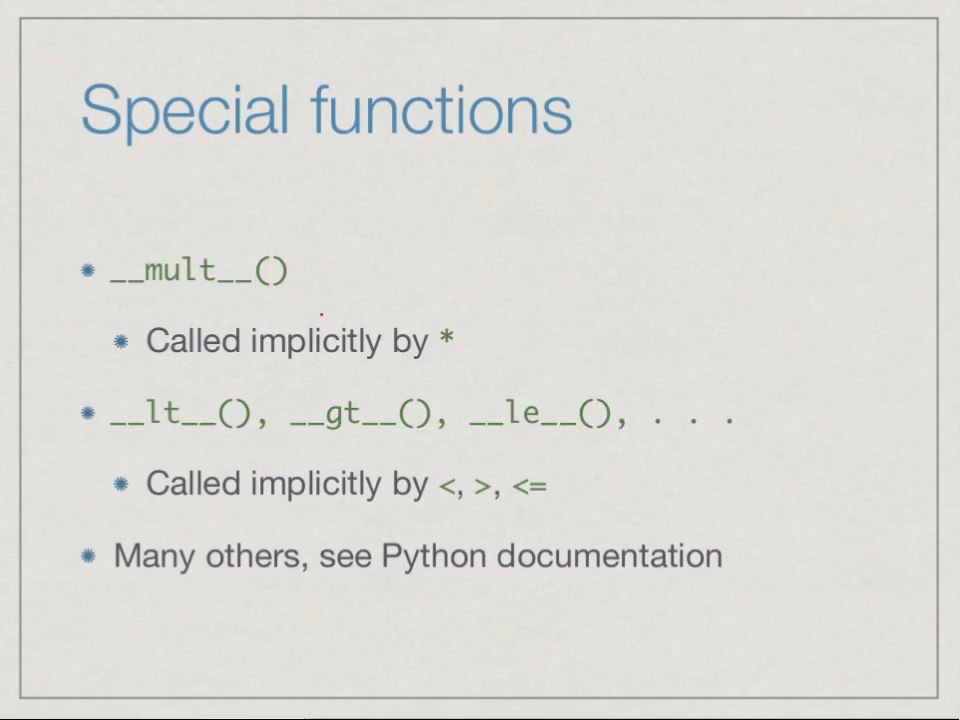 Special functions
__mult__()
Called implicitly by *
__lt__(), __gt__(), __le__(), . . .
Called implicitly by <, >, <=
Many others, see Python documentation